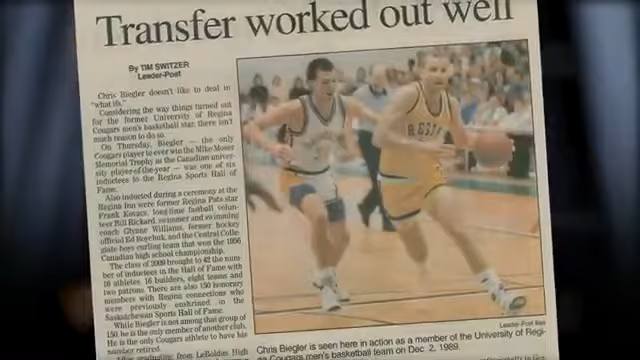 Transfer worked out well
By TIM SWITZER
Leader-Post
Chris Biegler doesn't like to deal in
"what ifs."
Considering the way things turned out
for the former University of Regina
Cougars men's basketball star, there isn't
much reason to do so.
On Thursday, Biegler — the only
Cougars player to ever win the Mike Moser
Memorial Trophy as the Canadian univer-
sity player-of-the-year — was one of six
inductees to the Regina Sports Hall of
Fame.
Also inducted during a ceremony at the
Regina Inn were former Regina Pats star
Frank Kovacs, long-time fastball volun-
teer Bill Rickard, swimmer and swimming
coach Glynne Williams, former hockey
official Ed Boychuk, and the Central Colle-
giate boys curling team that won the 1956
Canadian high school championship.
The class of 2009 brought to 42 the num-
ber of inductees in the Hall of Fame with
16 athletes, 16 builders, eight teams and
two patrons. There are also 150 honorary
members with Regina connections who
were previously enshrined in the
Saskatchewan Sports Hall of Fame.
While Biegler is not among that group of
150, he is the only member of another club.
He is the only Cougars athlete to have his
number retired.
After graduating from LeBoldus High
REGINA
Leader-Post files
Chris Biegler is seen here in action as a member of the University of Regi-
na Cougars men's basketball team on Dec. 2, 1989.